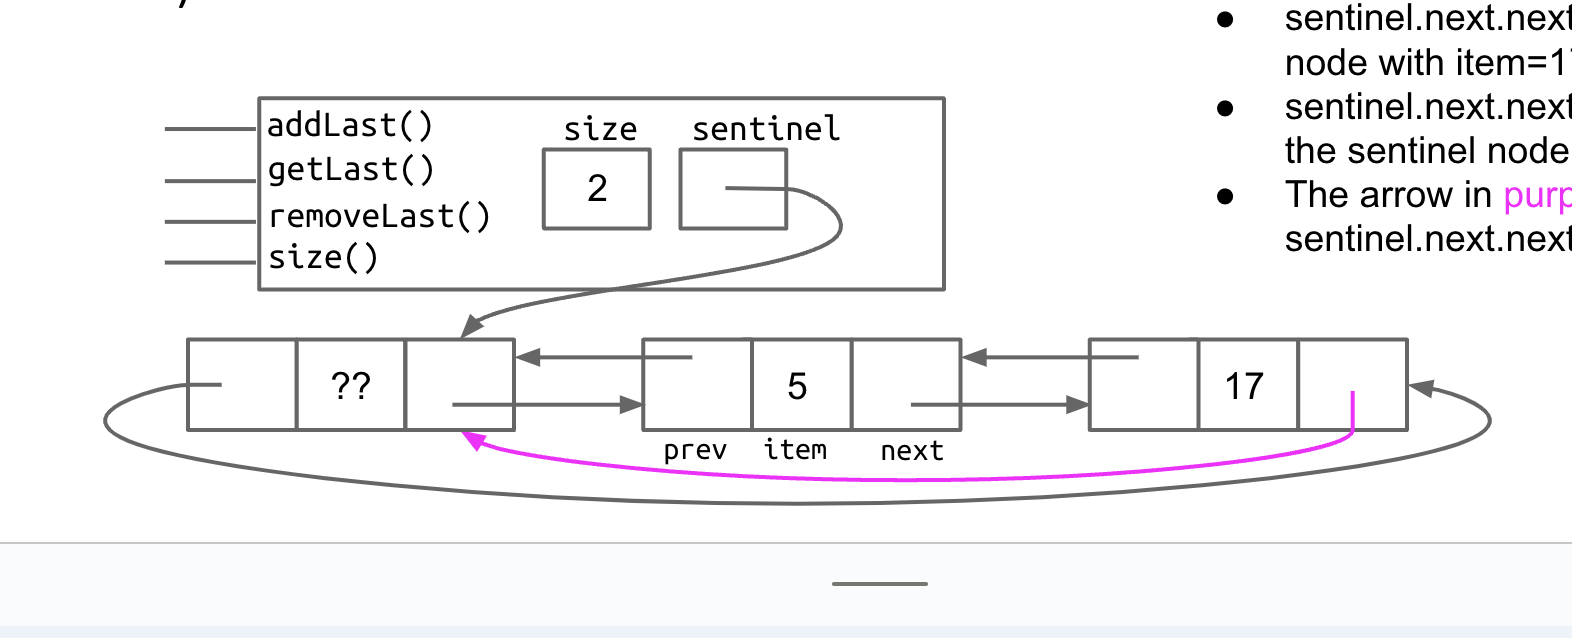 addLast()
getLast()
removeLast()
size()
size
sentinel
2
?? 5 17
prev item next
sentinel.next.next
node with item=1
sentinel.next.next
the sentinel node
The arrow in purp
sentinel.next.next